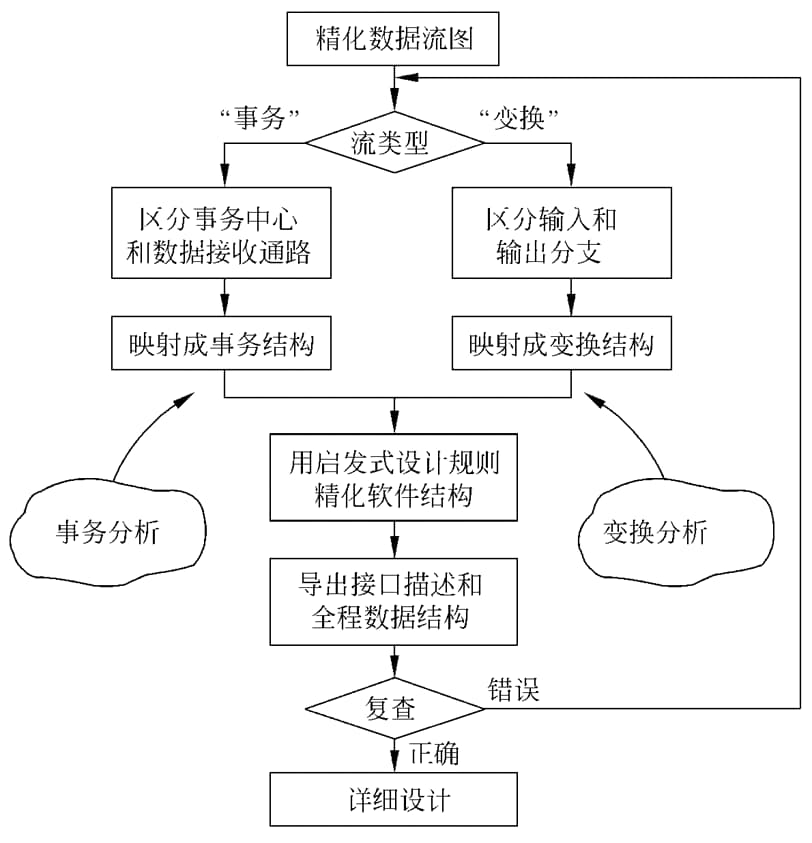 精化数据流图
“事务”
“变换”
流类型
区分事务中心
和数据接收通路
区分输入和
输出分支
映射成事务结构
映射成变换结构
用启发式设计规则
精化软件结构
事务分析
变换分析
导出接口描述和
全程数据结构
复查
错误
正确
详细设计